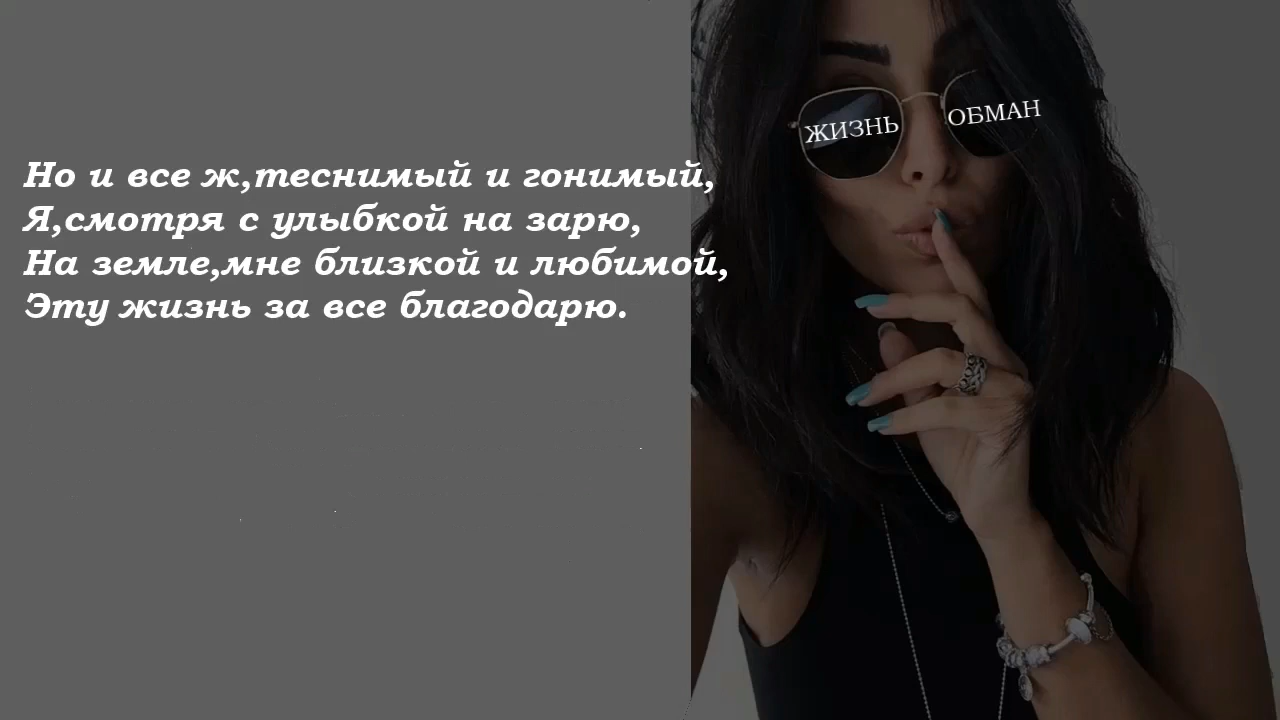 Но и все ж,теснимый и гонимый,
Я,смотря с улыбкой на зарю,
На земле,мне близкой и любимой,
Эту жизнь за все благодарю.
ЖИЗНЬ ОБМАН